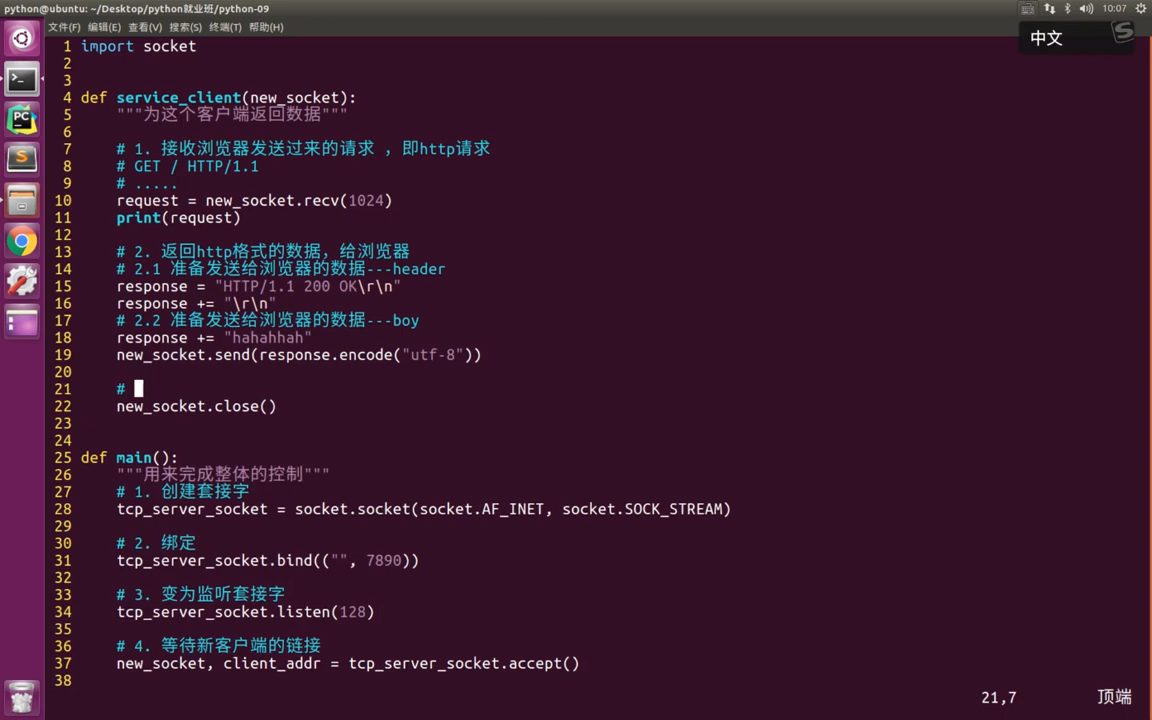 python@ubuntu: ~/Desktop/python就业班/python-09
10:07
文件(F) 编辑(E) 查看(V) 搜索(S) 终端(T) 帮助(H)
中文
1 import socket
2
3
4 def service_client(new_socket):
5 """为这个客户端返回数据"""
6
7 # 1. 接收浏览器发送过来的请求 ，即http请求
8 # GET / HTTP/1.1
9 # .....
10 request = new_socket.recv(1024)
11 print(request)
12
13 # 2. 返回http格式的数据，给浏览器
14 # 2.1 准备发送给浏览器的数据---header
15 response = "HTTP/1.1 200 OK\r\n"
16 response += "\r\n"
17 # 2.2 准备发送给浏览器的数据---boy
18 response += "hahahhah"
19 new_socket.send(response.encode("utf-8"))
20
21 #
22 new_socket.close()
23
24
25 def main():
26 """用来完成整体的控制"""
27 # 1. 创建套接字
28 tcp_server_socket = socket.socket(socket.AF_INET, socket.SOCK_STREAM)
29
30 # 2. 绑定
31 tcp_server_socket.bind(("", 7890))
32
33 # 3. 变为监听套接字
34 tcp_server_socket.listen(128)
35
36 # 4. 等待新客户端的链接
37 new_socket, client_addr = tcp_server_socket.accept()
38
21,7 顶端